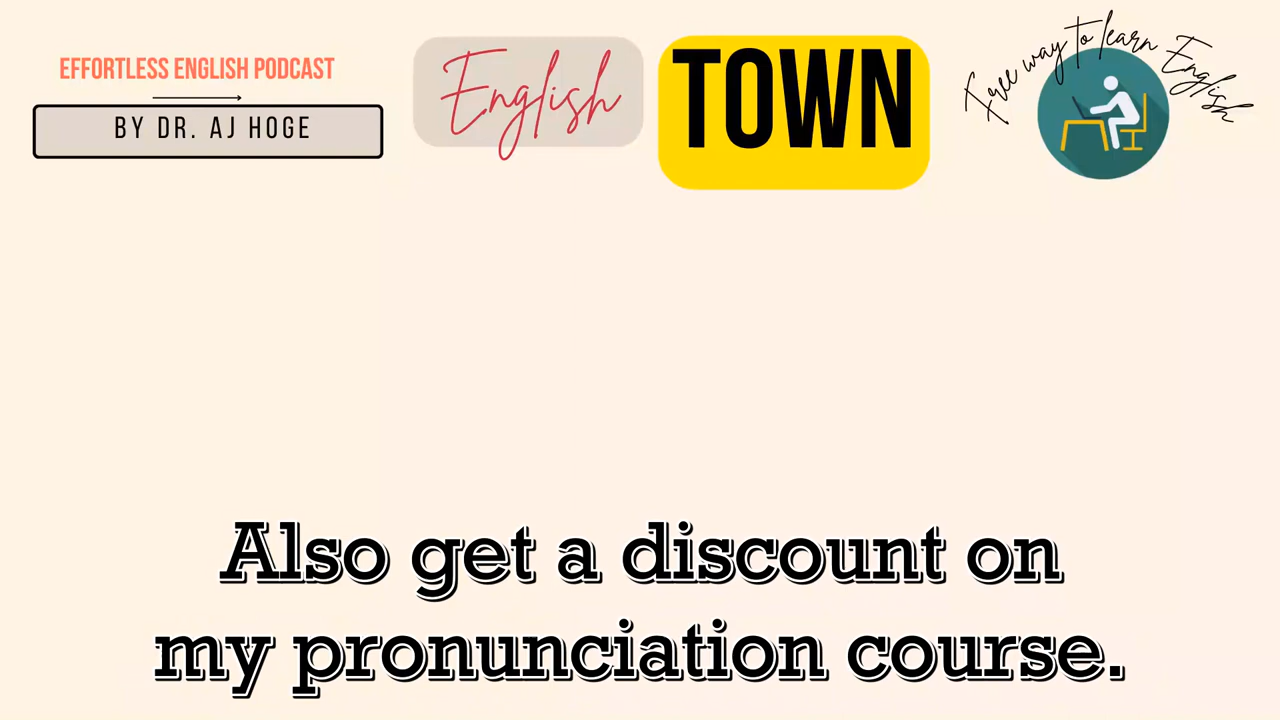 EFFORTLESS ENGLISH PODCAST
BY DR. AJ HOGE
English
TOWN
Free way to learn English
Also get a discount on
my pronunciation course.